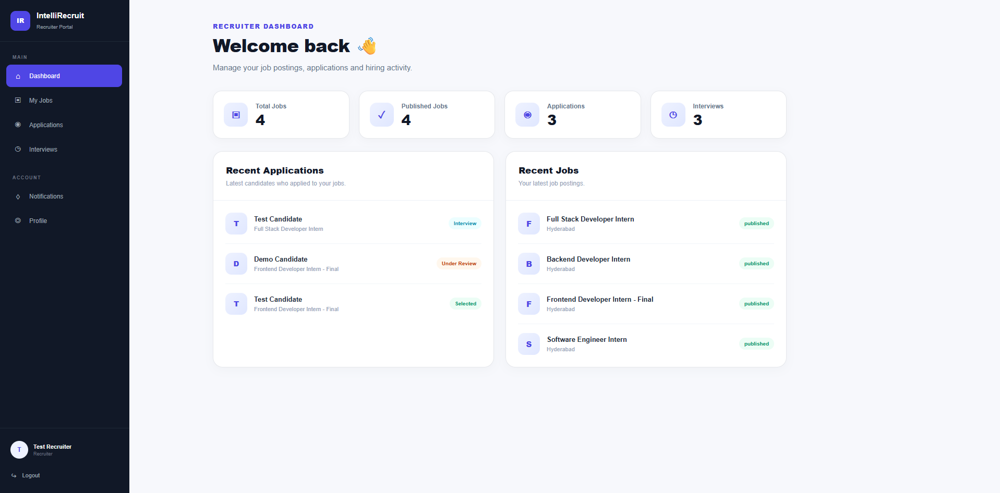 IR
IntelliRecruit
Recruiter Portal
MAIN
Dashboard
My Jobs
Applications
Interviews
ACCOUNT
Notifications
Profile
T
Test Recruiter
Recruiter
Logout
RECRUITER DASHBOARD
Welcome back 👋
Manage your job postings, applications and hiring activity.
Total Jobs
4
Published Jobs
4
Applications
3
Interviews
3
Recent Applications
Latest candidates who applied to your jobs.
T
Test Candidate
Full Stack Developer Intern
Interview
D
Demo Candidate
Frontend Developer Intern - Final
Under Review
T
Test Candidate
Frontend Developer Intern - Final
Selected
Recent Jobs
Your latest job postings.
F
Full Stack Developer Intern
Hyderabad
published
B
Backend Developer Intern
Hyderabad
published
F
Frontend Developer Intern - Final
Hyderabad
published
S
Software Engineer Intern
Hyderabad
published